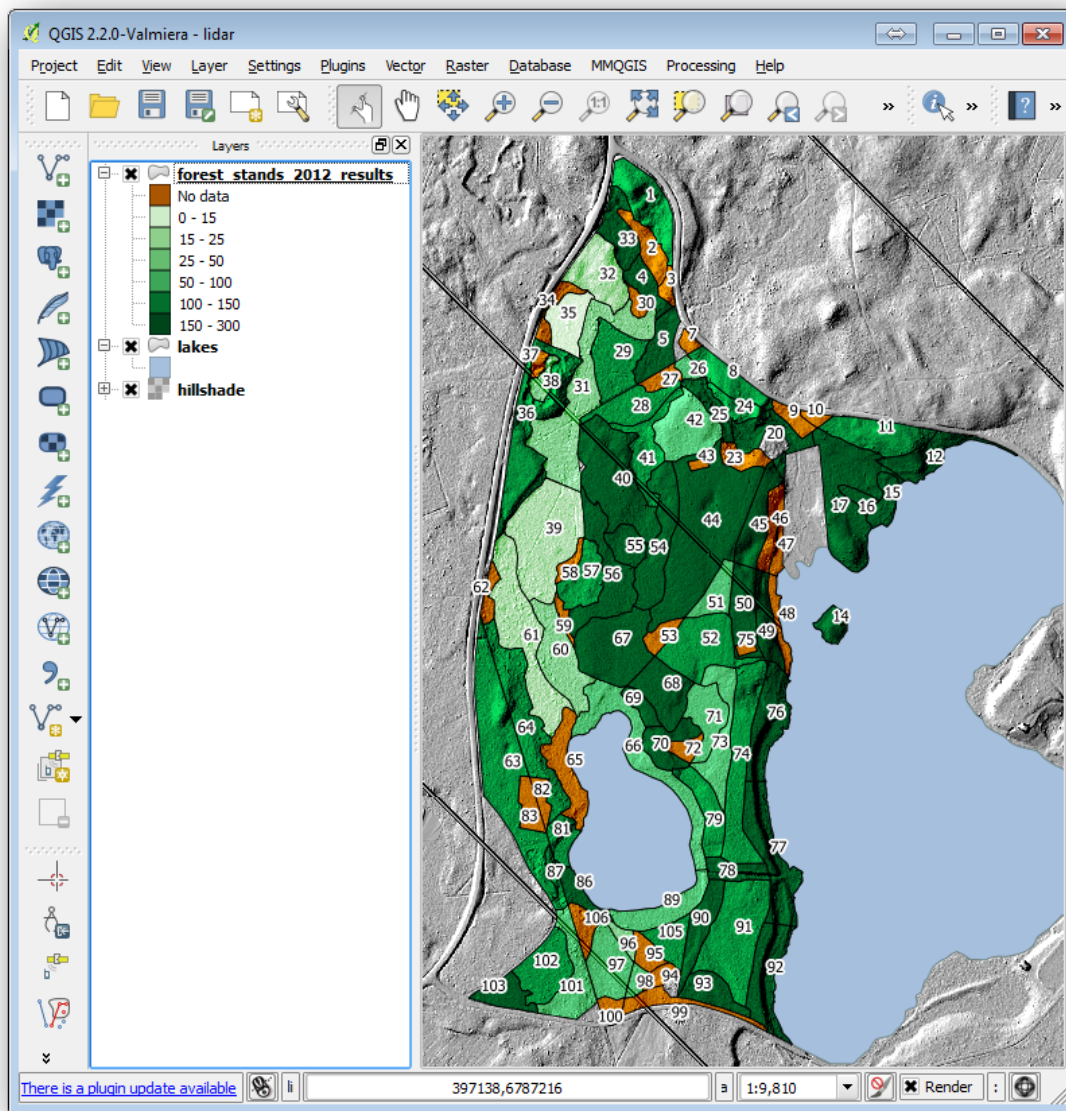 QGIS 2.2.0-Valmiera - lidar
Project Edit View Layer Settings Plugins Vector Raster Database MMQGIS Processing Help
1:1 » » »
Layers
forest_stands_2012_results
No data
0 - 15
15 - 25
25 - 50
50 - 100
100 - 150
150 - 300
lakes
hillshade
1
33 2
32 4 3
34 30
35 7
37 29 5
38 31 27 26 8
36 28 42 25 24 9 10
11
41 43 23 20 12
40 15
17 16
39 44 45 46
55 54 47
58 57 56
62 51 50 48 14
59 53
61 60 67 52 75 49
69 68
64 71 76
63 65 66 70 72 73 74
82
83 81 79
77
87 86 78
89
106 90
96 105 91
102 97 95
103 101 98 94 93 92
100 99
There is a plugin update available li 397138,6787216 a 1:9,810 Render :